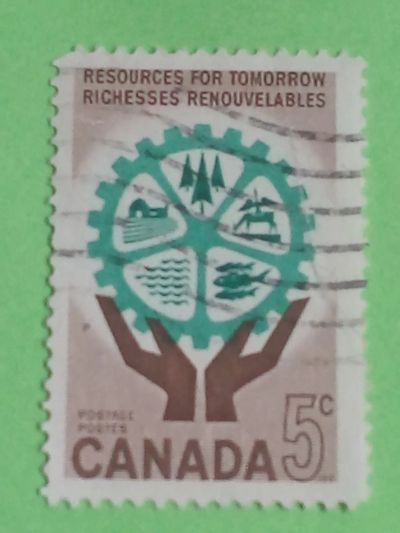 RESOURCES FOR TOMORROW
RICHESSES RENOUVELABLES
POSTAGE
POSTES
CANADA 5c